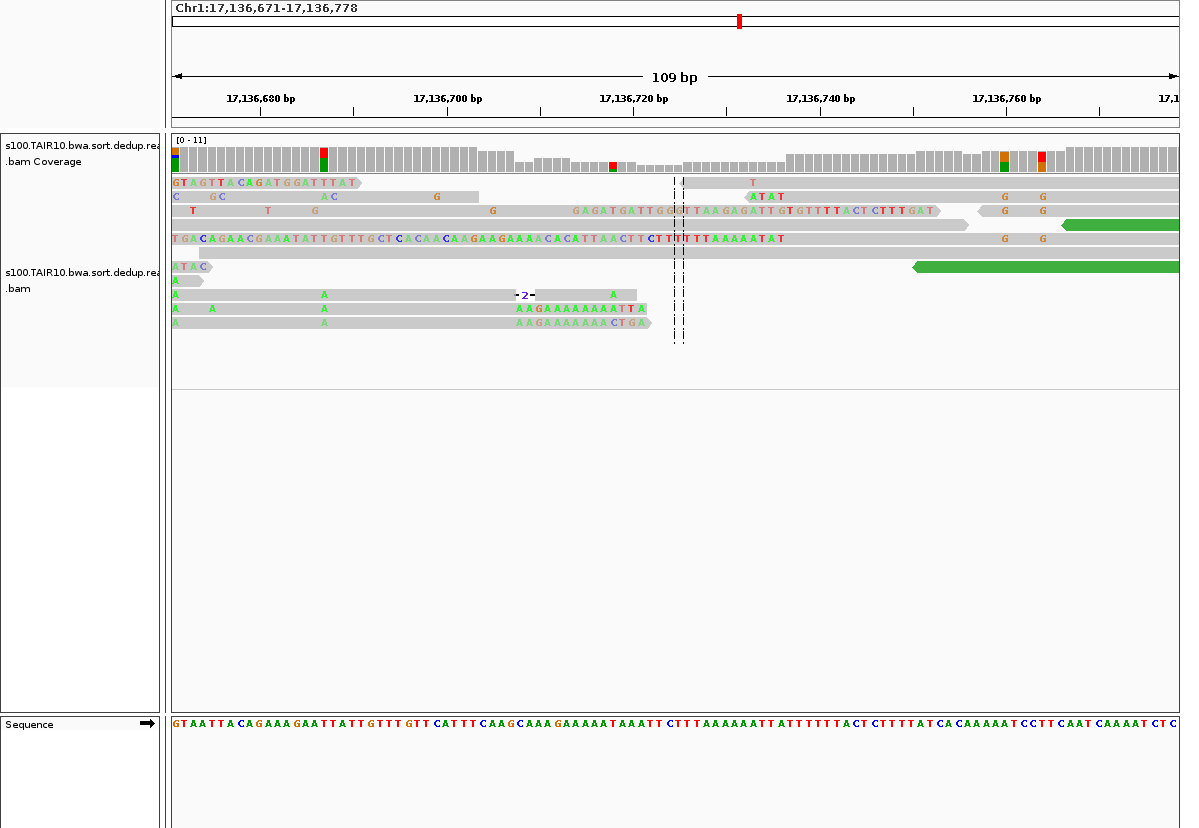 Chr1:17,136,671-17,136,778
109 bp
17,136,680 bp 17,136,700 bp 17,136,720 bp 17,136,740 bp 17,136,760 bp 17,1
s100.TAIR10.bwa.sort.dedup.rea
.bam Coverage
[0 - 11]
GTAGTTACAGATGGATTTAT T
C GC AC G ATAT G G
T T G G GAGATGATTGGGTTAAGAGATTGTGTTTTACTCTTTGAT G G
TGACAGAACGAAATATTGTTTGCTCACAACAAGAAGAAAACACATTAACTTCTTTTTTAAAAATAT G G
s100.TAIR10.bwa.sort.dedup.rea
.bam
ATAC
A
A A 2 A
A A A AAGAAAAAAAATTA
A A AAGAAAAAAACTGA
Sequence
GTAATTACAGAAAGAATTATTGTTTGTTCATTTCAAGCAAAGAAAAATAAATTCTTTAAAAAATTATTTTTTACTCTTTTATCACAAAAATCCTTCAATCAAAATCTC